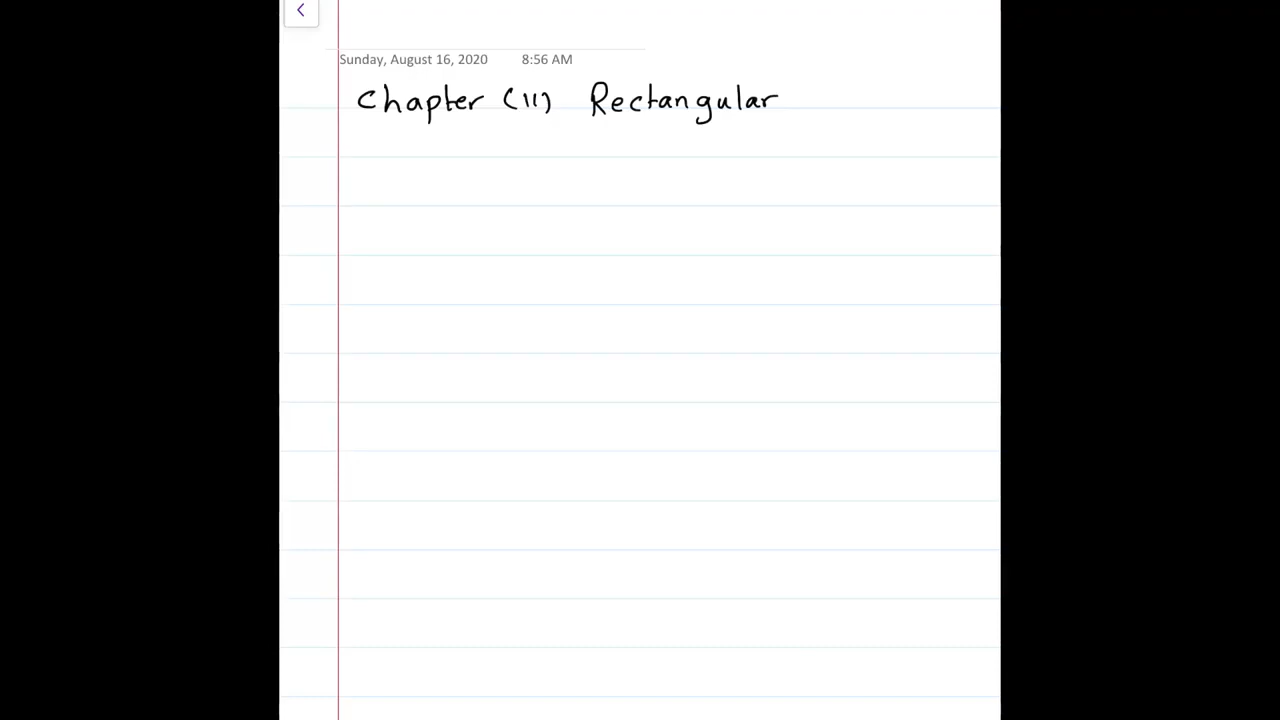 Sunday, August 16, 2020 8:56 AM
Chapter (11) Rectangular